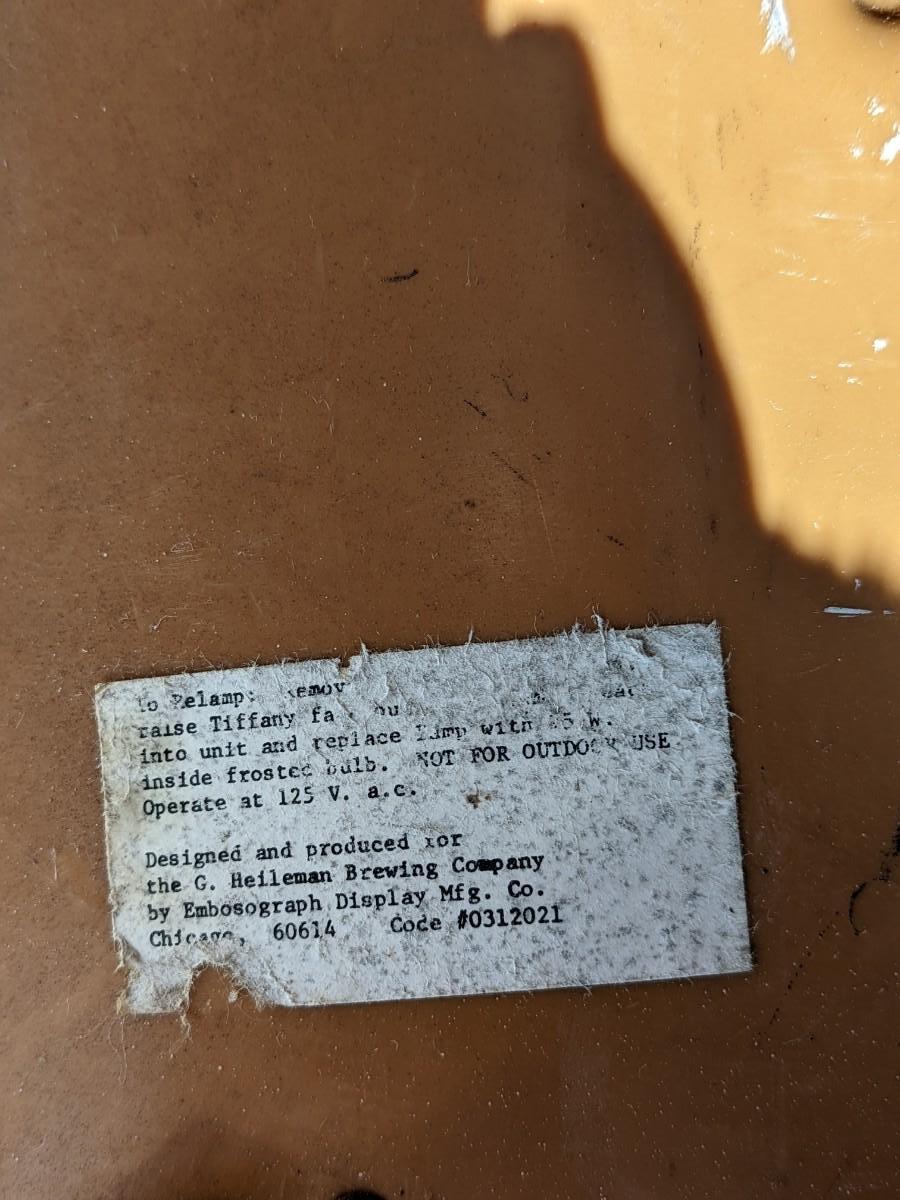 To Relamp:
raise Tiffany
into unit and replace lamp with W.
inside frosted bulb. NOT FOR OUTDOOR USE
Operate at 125 V. a.c.
Designed and produced for
the G. Heileman Brewing Company
by Embosograph Display Mfg. Co.
Chicago, 60614 Code #0312021